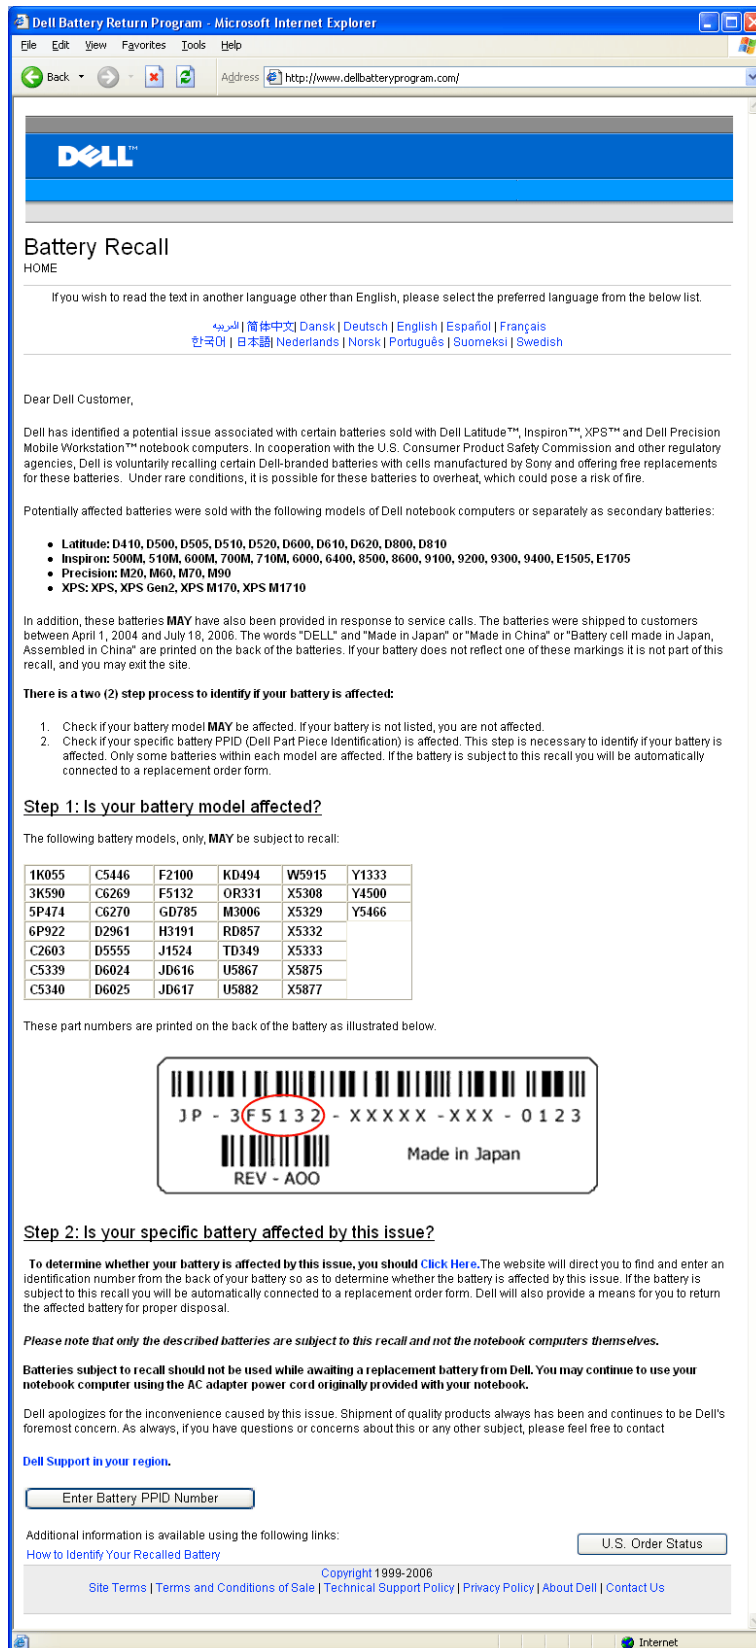 Dell Battery Return Program - Microsoft Internet Explorer
File Edit View Favorites Tools Help
Back Address http://www.dellbatteryprogram.com/
DELL™
Battery Recall
HOME
If you wish to read the text in another language other than English, please select the preferred language from the below list.
العربيه | 简体中文| Dansk | Deutsch | English | Español | Français
한국어 | 日本語| Nederlands | Norsk | Português | Suomeksi | Swedish
Dear Dell Customer,
Dell has identified a potential issue associated with certain batteries sold with Dell Latitude™, Inspiron™, XPS™ and Dell Precision
Mobile Workstation™ notebook computers. In cooperation with the U.S. Consumer Product Safety Commission and other regulatory
agencies, Dell is voluntarily recalling certain Dell-branded batteries with cells manufactured by Sony and offering free replacements
for these batteries. Under rare conditions, it is possible for these batteries to overheat, which could pose a risk of fire.
Potentially affected batteries were sold with the following models of Dell notebook computers or separately as secondary batteries:
• Latitude: D410, D500, D505, D510, D520, D600, D610, D620, D800, D810
• Inspiron: 500M, 510M, 600M, 700M, 710M, 6000, 6400, 8500, 8600, 9100, 9200, 9300, 9400, E1505, E1705
• Precision: M20, M60, M70, M90
• XPS: XPS, XPS Gen2, XPS M170, XPS M1710
In addition, these batteries MAY have also been provided in response to service calls. The batteries were shipped to customers
between April 1, 2004 and July 18, 2006. The words "DELL" and "Made in Japan" or "Made in China" or "Battery cell made in Japan,
Assembled in China" are printed on the back of the batteries. If your battery does not reflect one of these markings it is not part of this
recall, and you may exit the site.
There is a two (2) step process to identify if your battery is affected:
1. Check if your battery model MAY be affected. If your battery is not listed, you are not affected.
2. Check if your specific battery PPID (Dell Part Piece Identification) is affected. This step is necessary to identify if your battery is
affected. Only some batteries within each model are affected. If the battery is subject to this recall you will be automatically
connected to a replacement order form.
Step 1: Is your battery model affected?
The following battery models, only, MAY be subject to recall:
1K055 C5446 F2100 KD494 W5915 Y1333
3K590 C6269 F5132 OR331 X5308 Y4500
5P474 C6270 GD785 M3006 X5329 Y5466
6P922 D2961 H3191 RD857 X5332
C2603 D5555 J1524 TD349 X5333
C5339 D6024 JD616 U5867 X5875
C5340 D6025 JD617 U5882 X5877
These part numbers are printed on the back of the battery as illustrated below.
JP - 3F5132 - XXXXX - XXX - 0123
Made in Japan
REV - A00
Step 2: Is your specific battery affected by this issue?
To determine whether your battery is affected by this issue, you should Click Here.The website will direct you to find and enter an
identification number from the back of your battery so as to determine whether the battery is affected by this issue. If the battery is
subject to this recall you will be automatically connected to a replacement order form. Dell will also provide a means for you to return
the affected battery for proper disposal.
Please note that only the described batteries are subject to this recall and not the notebook computers themselves.
Batteries subject to recall should not be used while awaiting a replacement battery from Dell. You may continue to use your
notebook computer using the AC adapter power cord originally provided with your notebook.
Dell apologizes for the inconvenience caused by this issue. Shipment of quality products always has been and continues to be Dell's
foremost concern. As always, if you have questions or concerns about this or any other subject, please feel free to contact
Dell Support in your region.
Enter Battery PPID Number
Additional information is available using the following links:
How to Identify Your Recalled Battery
U.S. Order Status
Copyright 1999-2006
Site Terms | Terms and Conditions of Sale | Technical Support Policy | Privacy Policy | About Dell | Contact Us
Internet